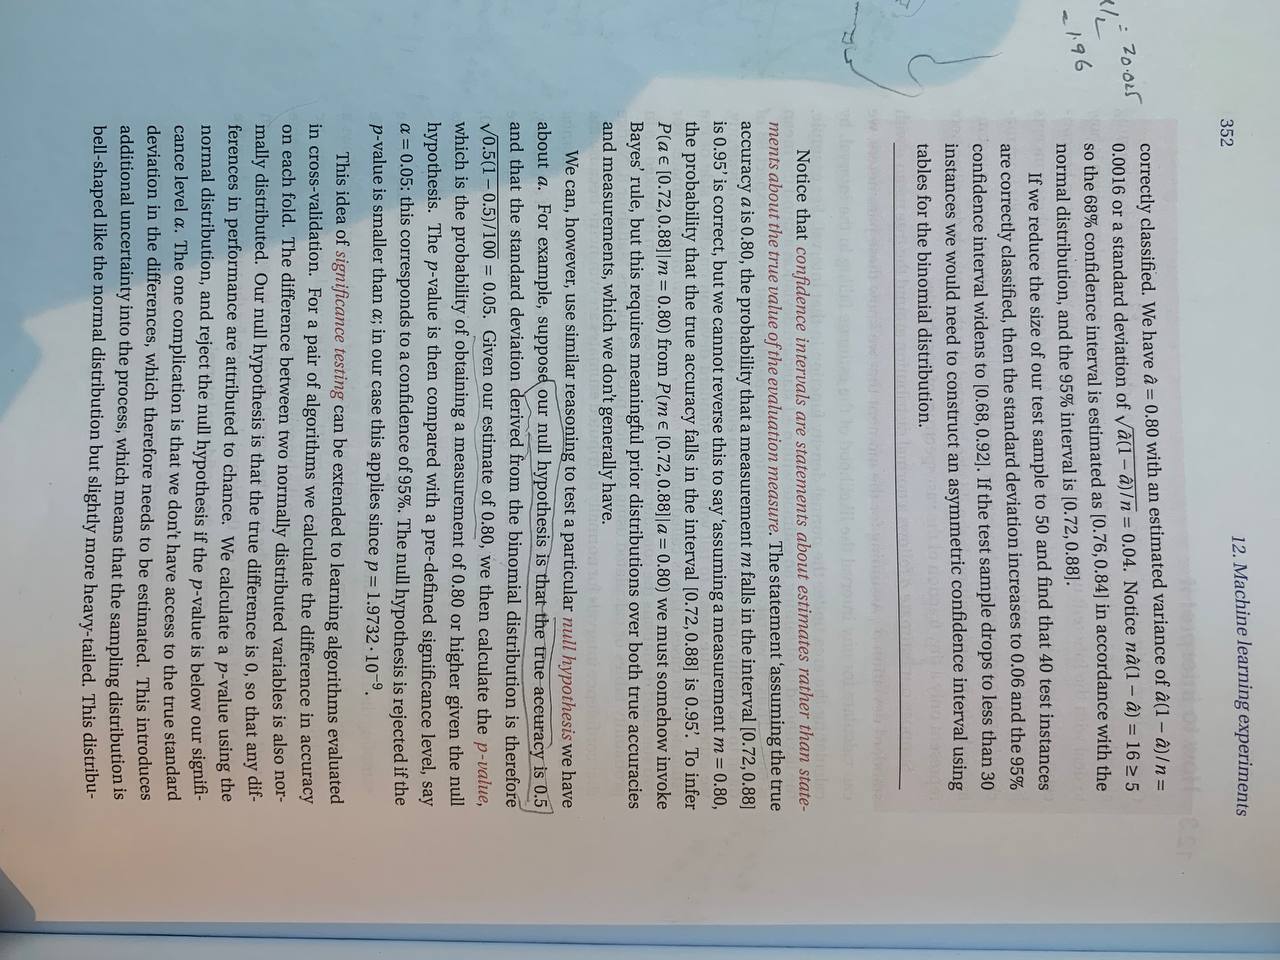 352
12. Machine learning experiments
= z0.025
= 1.96
correctly classified. We have â = 0.80 with an estimated variance of â(1 − â)/n =
0.0016 or a standard deviation of √â(1 − â)/n = 0.04. Notice nâ(1 − â) = 16 ≥ 5
so the 68% confidence interval is estimated as [0.76,0.84] in accordance with the
normal distribution, and the 95% interval is [0.72,0.88].
If we reduce the size of our test sample to 50 and find that 40 test instances
are correctly classified, then the standard deviation increases to 0.06 and the 95%
confidence interval widens to [0.68,0.92]. If the test sample drops to less than 30
instances we would need to construct an asymmetric confidence interval using
tables for the binomial distribution.
Notice that confidence intervals are statements about estimates rather than state-
ments about the true value of the evaluation measure. The statement ‘assuming the true
accuracy a is 0.80, the probability that a measurement m falls in the interval [0.72,0.88]
is 0.95’ is correct, but we cannot reverse this to say ‘assuming a measurement m = 0.80,
the probability that the true accuracy falls in the interval [0.72,0.88] is 0.95’. To infer
P(a ∈ [0.72,0.88]|m = 0.80) from P(m ∈ [0.72,0.88]|a = 0.80) we must somehow invoke
Bayes’ rule, but this requires meaningful prior distributions over both true accuracies
and measurements, which we don’t generally have.
We can, however, use similar reasoning to test a particular null hypothesis we have
about a. For example, suppose our null hypothesis is that the true accuracy is 0.5
and that the standard deviation derived from the binomial distribution is therefore
√0.5(1 − 0.5)/100 = 0.05. Given our estimate of 0.80, we then calculate the p-value,
which is the probability of obtaining a measurement of 0.80 or higher given the null
hypothesis. The p-value is then compared with a pre-defined significance level, say
α = 0.05: this corresponds to a confidence of 95%. The null hypothesis is rejected if the
p-value is smaller than α; in our case this applies since p = 1.9732 · 10⁻⁹.
This idea of significance testing can be extended to learning algorithms evaluated
in cross-validation. For a pair of algorithms we calculate the difference in accuracy
on each fold. The difference between two normally distributed variables is also nor-
mally distributed. Our null hypothesis is that the true difference is 0, so that any dif-
ferences in performance are attributed to chance. We calculate a p-value using the
normal distribution, and reject the null hypothesis if the p-value is below our signifi-
cance level α. The one complication is that we don’t have access to the true standard
deviation in the differences, which therefore needs to be estimated. This introduces
additional uncertainty into the process, which means that the sampling distribution is
bell-shaped like the normal distribution but slightly more heavy-tailed. This distribu-